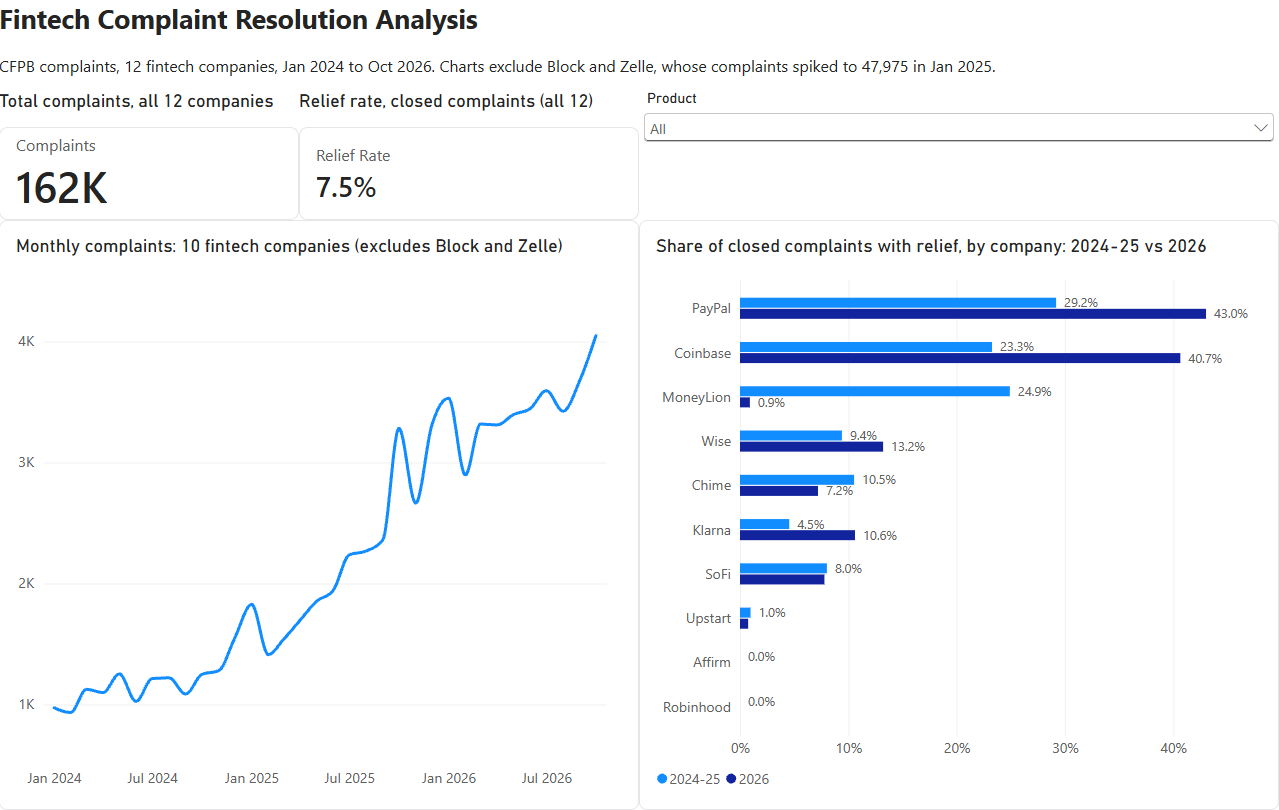 Fintech Complaint Resolution Analysis
CFPB complaints, 12 fintech companies, Jan 2024 to Oct 2026. Charts exclude Block and Zelle, whose complaints spiked to 47,975 in Jan 2025.
Total complaints, all 12 companies
Relief rate, closed complaints (all 12)
Product
All
Complaints
162K
Relief Rate
7.5%
Monthly complaints: 10 fintech companies (excludes Block and Zelle)
4K
3K
2K
1K
Jan 2024 Jul 2024 Jan 2025 Jul 2025 Jan 2026 Jul 2026
Share of closed complaints with relief, by company: 2024-25 vs 2026
PayPal 29.2% 43.0%
Coinbase 23.3% 40.7%
MoneyLion 24.9% 0.9%
Wise 9.4% 13.2%
Chime 10.5% 7.2%
Klarna 4.5% 10.6%
SoFi 8.0%
Upstart 1.0%
Affirm 0.0%
Robinhood 0.0%
0% 10% 20% 30% 40%
2024-25 2026